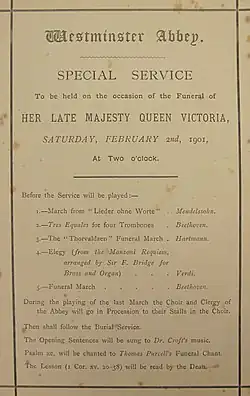 Westminster Abbey.
SPECIAL SERVICE
To be held on the occasion of the Funeral of
HER LATE MAJESTY QUEEN VICTORIA,
SATURDAY, FEBRUARY 2nd, 1901,
At Two o'clock.
Before the Service will be played:—
1.—March from "Lieder ohne Worte" . Mendelssohn.
2.—Tres Equales for four Trombones . Beethoven.
3.—The "Thorvaldsen" Funeral March . Hartmann.
4.—Elegy (from the Manzoni Requiem,
arranged by Sir F. Bridge for
Brass and Organ) . . . . Verdi.
5.—Funeral March . . . . Beethoven.
During the playing of the last March the Choir and Clergy of
the Abbey will go in Procession to their Stalls in the Choir.
Then shall follow the Burial Service.
The Opening Sentences will be sung to Dr. Croft's music.
Psalm xc. will be chanted to Thomas Purcell's Funeral Chant.
The Lesson (1 Cor. xv. 20-38) will be read by the Dean.